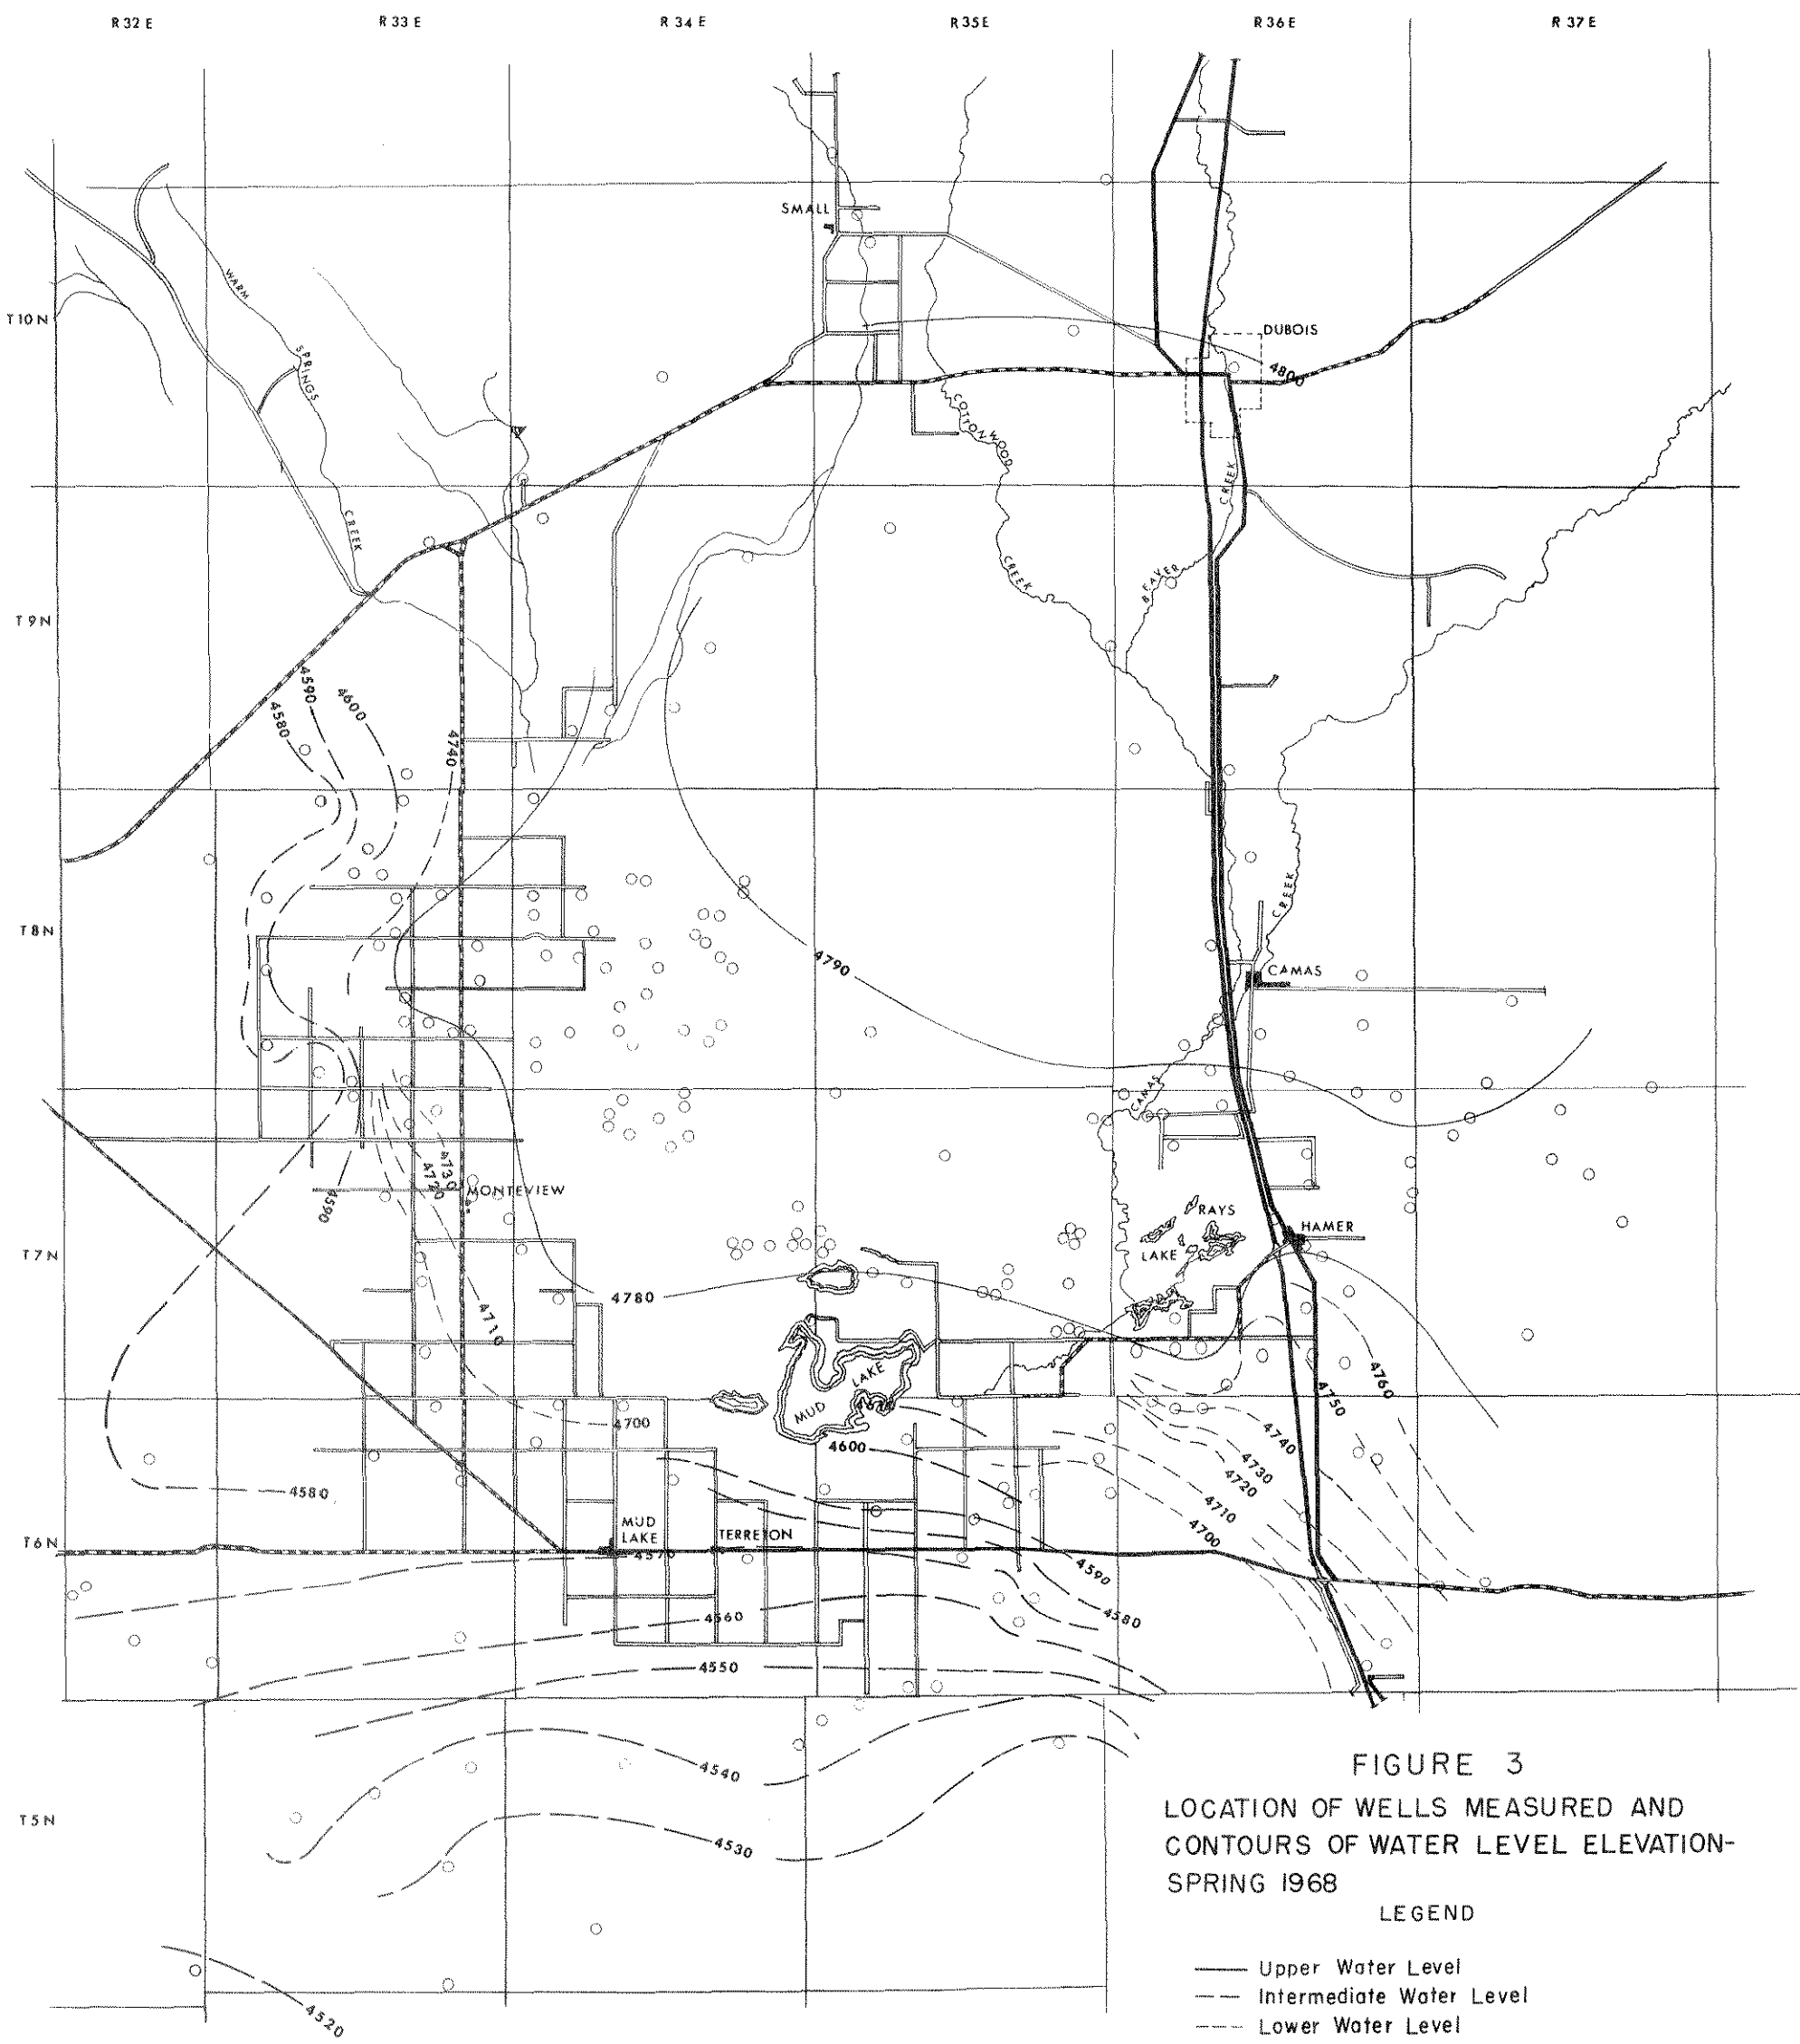 R 32 E
R 33 E
R 34 E
R 35 E
R 36 E
R 37 E
SMALL
WARM
T10N
DUBOIS
SPRINGS
4800
COTTONWOOD
CREEK
CREEK
CREEK
BEAVER
T9N
4590
4600
4580
4740
CREEK
T8N
4790
CAMAS
CAMAS
4730
4720
MONTEVIEW
4590
RAYS
HAMER
T7N
LAKE
4780
4710
LAKE
4760
4750
MUD
4700
4740
4600
4730
4720
4580
4710
MUD
TERRETON
4700
T6N
LAKE
4570
4590
4560
4580
4550
FIGURE 3
4540
LOCATION OF WELLS MEASURED AND
T5N
CONTOURS OF WATER LEVEL ELEVATION-
4530
SPRING 1968
LEGEND
Upper Water Level
Intermediate Water Level
4520
Lower Water Level